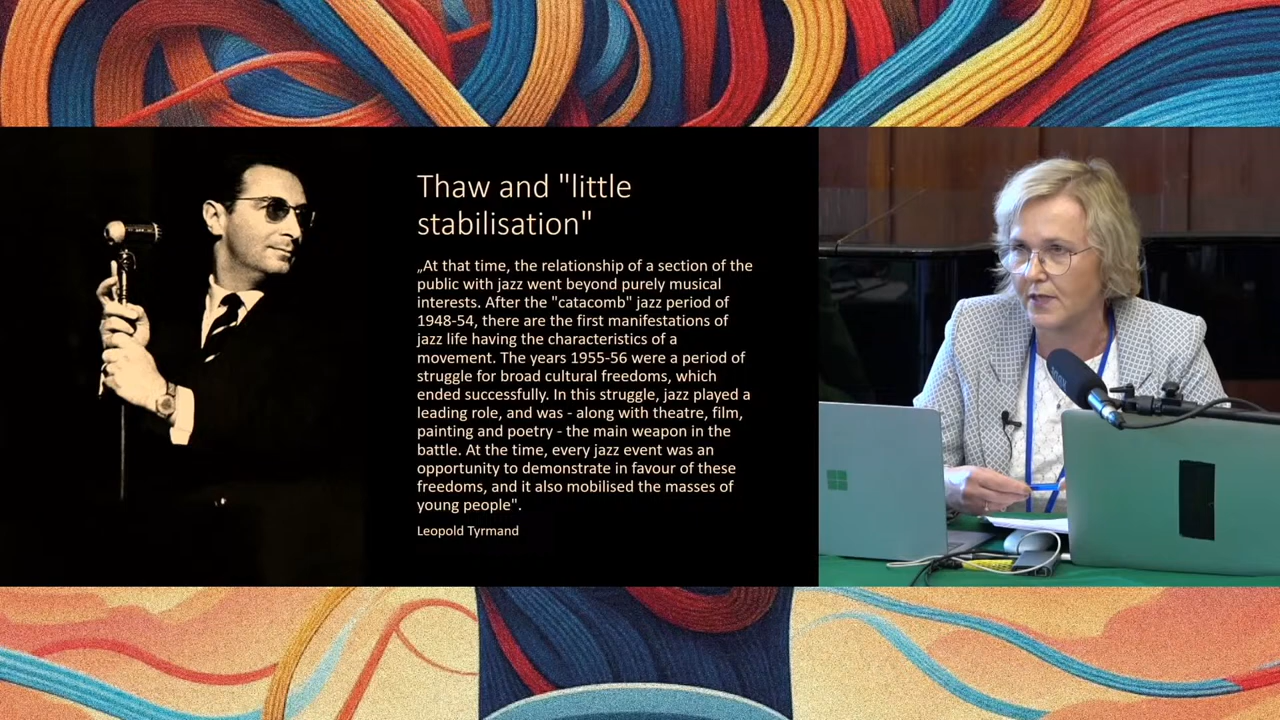 Thaw and "little
stabilisation"
„At that time, the relationship of a section of the
public with jazz went beyond purely musical
interests. After the "catacomb" jazz period of
1948-54, there are the first manifestations of
jazz life having the characteristics of a
movement. The years 1955-56 were a period of
struggle for broad cultural freedoms, which
ended successfully. In this struggle, jazz played a
leading role, and was - along with theatre, film,
painting and poetry - the main weapon in the
battle. At the time, every jazz event was an
opportunity to demonstrate in favour of these
freedoms, and it also mobilised the masses of
young people".
Leopold Tyrmand